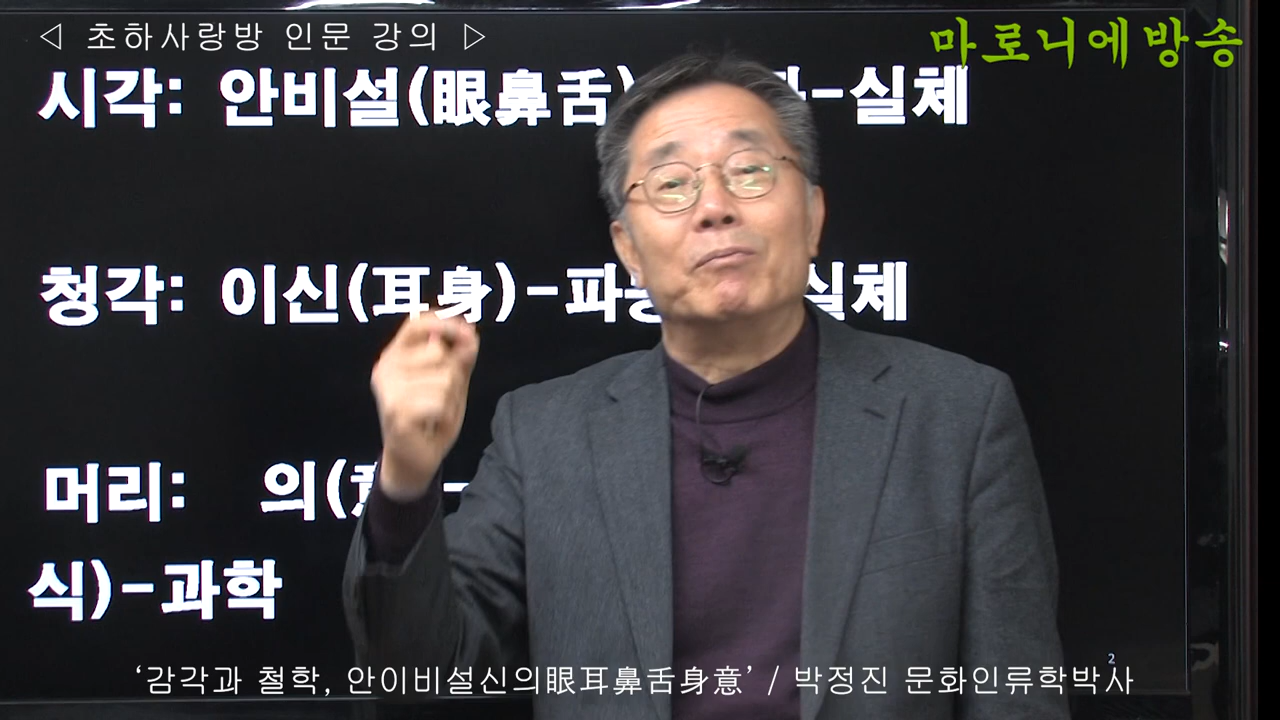 ◁ 초하사랑방 인문 강의 ▷
마로니에방송
시각: 안비설(眼鼻舌) -실체
청각: 이신(耳身)-파 실체
머리: 의(意
식)-과학
2
‘감각과 철학, 안이비설신의眼耳鼻舌身意’ / 박정진 문화인류학박사